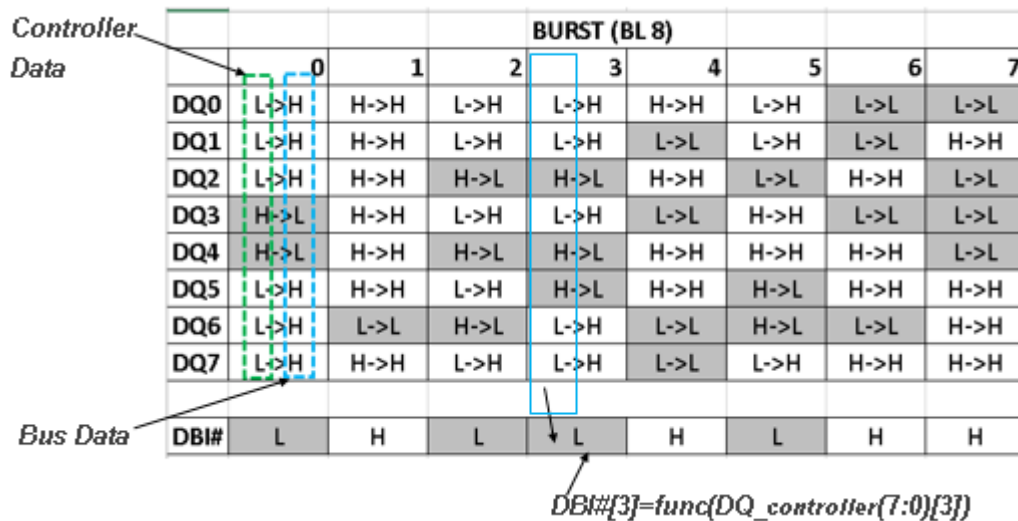 Controller
Data
BURST (BL 8)
0 1 2 3 4 5 6 7
DQ0 L->H H->H L->H L->H H->H L->H L->L L->L
DQ1 L->H H->H L->H L->H L->L L->H L->L H->H
DQ2 L->H H->H H->L H->L H->H L->L H->H L->L
DQ3 H->L H->H L->H L->H L->L H->H L->L L->L
DQ4 H->L H->H H->L H->L H->H H->H H->H L->L
DQ5 L->H H->H L->H H->L H->H H->L H->H H->H
DQ6 L->H L->L H->L L->H L->L H->L L->L H->H
DQ7 L->H H->H L->H L->H L->L L->H H->H H->H
Bus Data
DBI# L H L L H L H H
DBI#[3]=func(DQ_controller(7:0)[3])